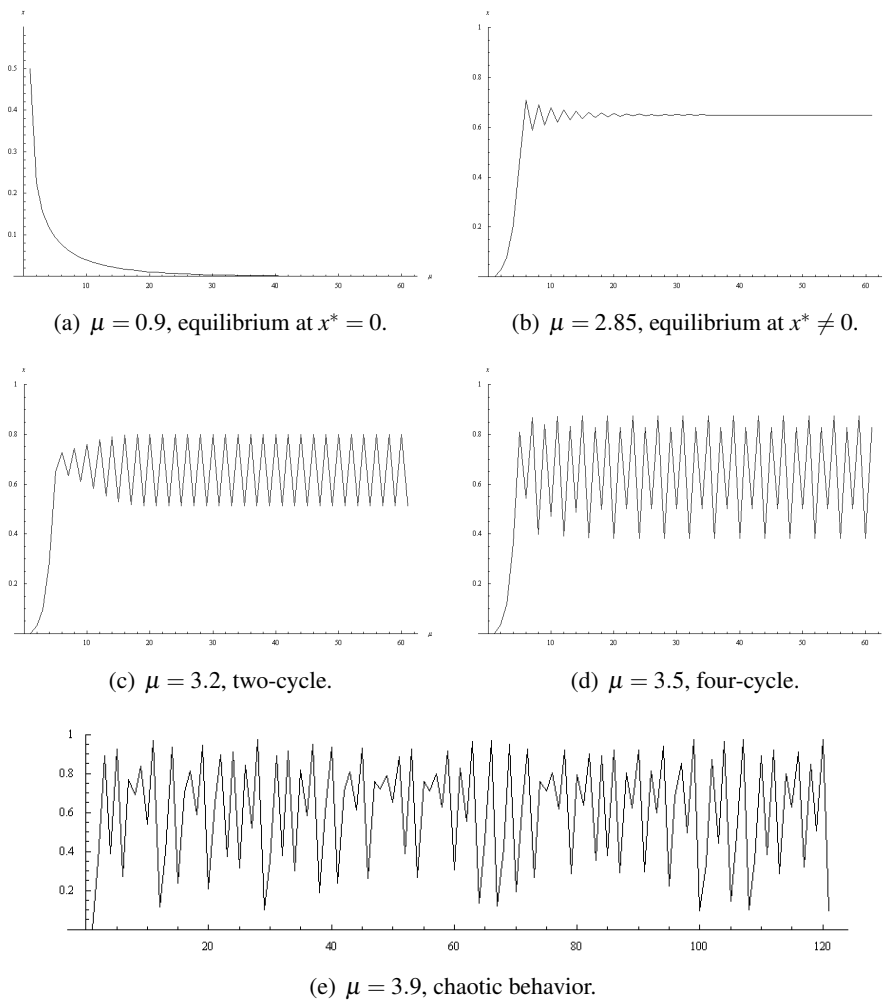 x x
0.5
0.4
0.3
0.2
0.1
10 20 30 40 50 60 μ
1
0.8
0.6
0.4
0.2
10 20 30 40 50 60
(a) μ = 0.9, equilibrium at x* = 0.
(b) μ = 2.85, equilibrium at x* ≠ 0.
x x
1
0.8
0.6
0.4
0.2
10 20 30 40 50 60 μ
1
0.8
0.6
0.4
0.2
10 20 30 40 50 60
(c) μ = 3.2, two-cycle.
(d) μ = 3.5, four-cycle.
1
0.8
0.6
0.4
0.2
20 40 60 80 100 120
(e) μ = 3.9, chaotic behavior.